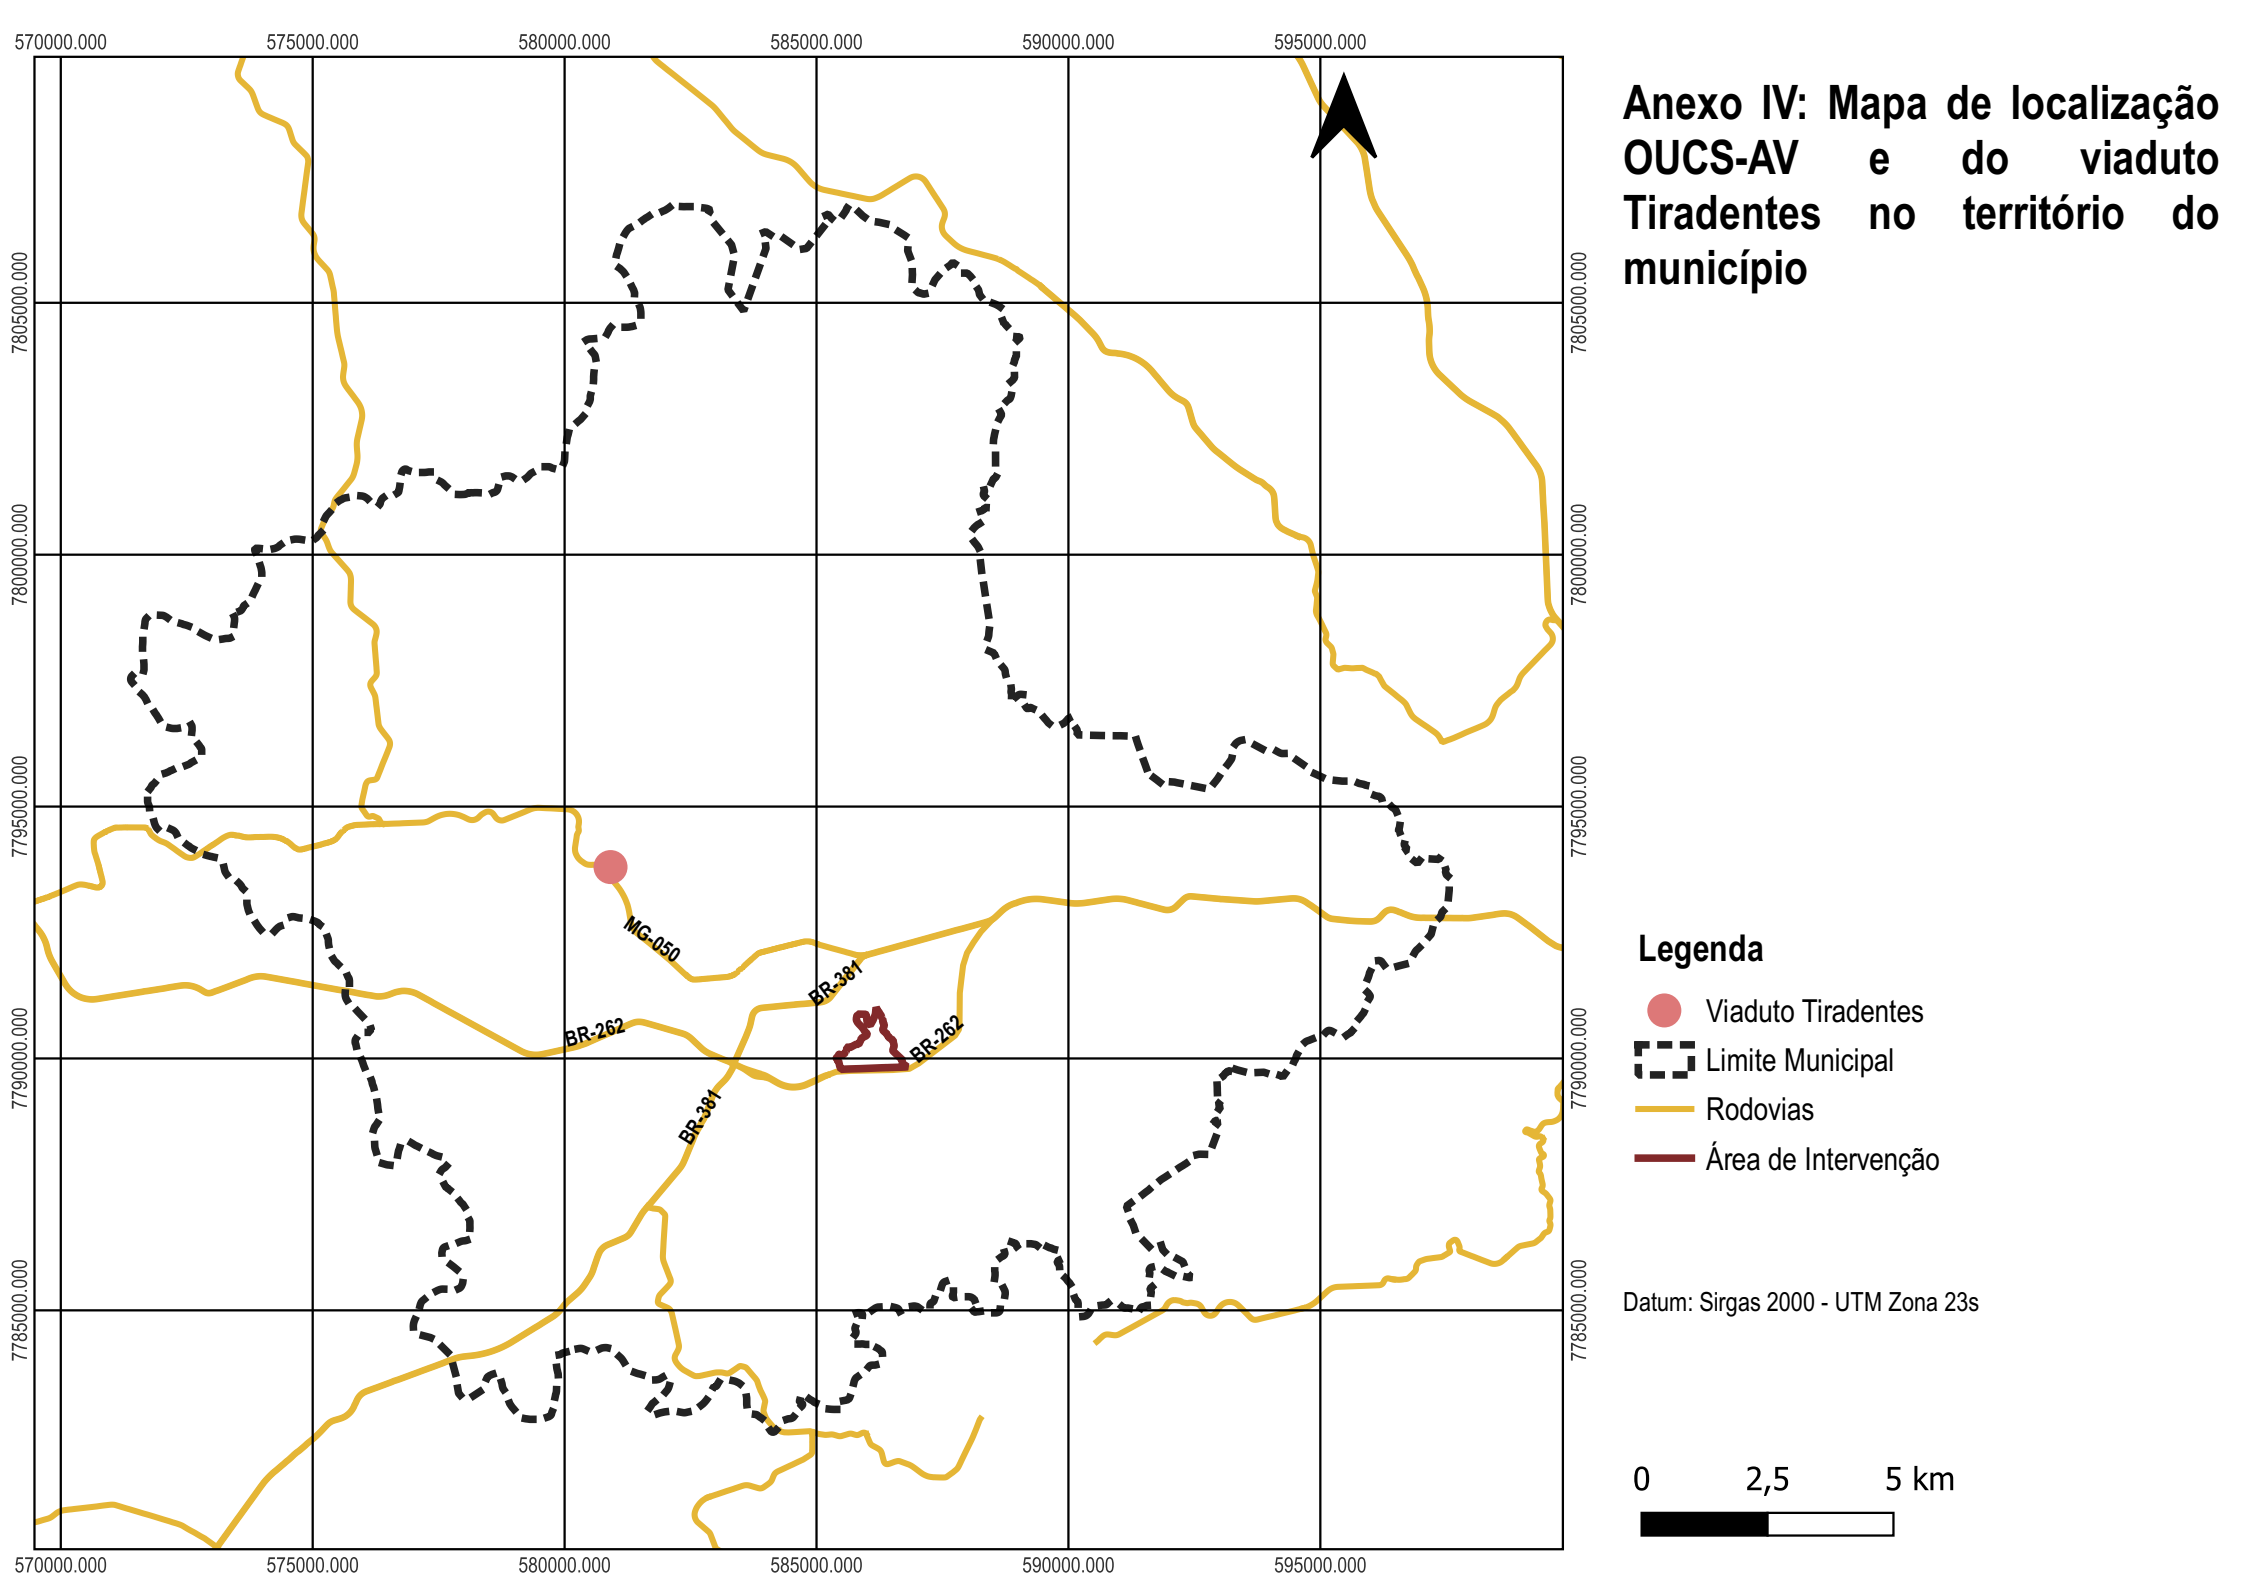 570000.000 575000.000 580000.000 585000.000 590000.000 595000.000
Anexo IV: Mapa de localização
OUCS-AV e do viaduto
Tiradentes no território do
município
7805000.000 7805000.000
7800000.000 7800000.000
7795000.000 7795000.000
MG-050
BR-381
BR-262
BR-262
BR-381
7790000.000 7790000.000
7785000.000 7785000.000
Legenda
Viaduto Tiradentes
Limite Municipal
Rodovias
Área de Intervenção
Datum: Sirgas 2000 - UTM Zona 23s
0 2,5 5 km
570000.000 575000.000 580000.000 585000.000 590000.000 595000.000